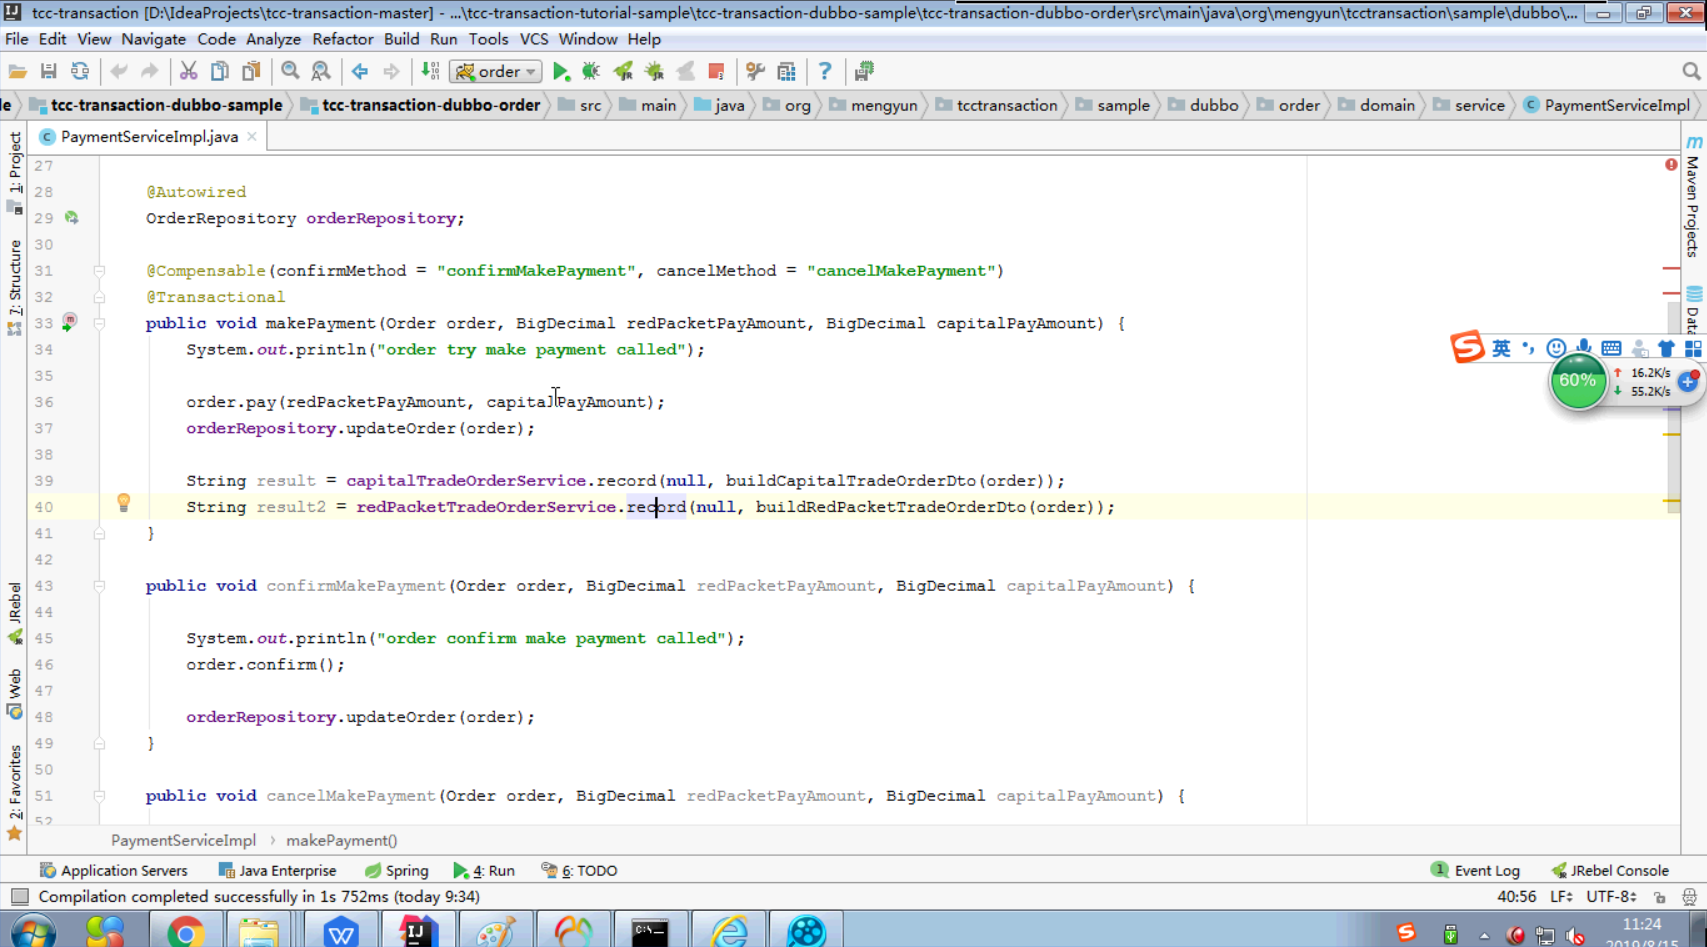 tcc-transaction [D:\IdeaProjects\tcc-transaction-master] - ...\tcc-transaction-tutorial-sample\tcc-transaction-dubbo-sample\tcc-transaction-dubbo-order\src\main\java\org\mengyun\tcctransaction\sample\dubbo\...
File Edit View Navigate Code Analyze Refactor Build Run Tools VCS Window Help
order
le tcc-transaction-dubbo-sample tcc-transaction-dubbo-order src main java org mengyun tcctransaction sample dubbo order domain service PaymentServiceImpl
PaymentServiceImpl.java
1: Project
7: Structure
JRebel
Web
2: Favorites
Maven Projects
Data
27
28 @Autowired
29 OrderRepository orderRepository;
30
31 @Compensable(confirmMethod = "confirmMakePayment", cancelMethod = "cancelMakePayment")
32 @Transactional
33 public void makePayment(Order order, BigDecimal redPacketPayAmount, BigDecimal capitalPayAmount) {
34 System.out.println("order try make payment called");
35
36 order.pay(redPacketPayAmount, capitalPayAmount);
37 orderRepository.updateOrder(order);
38
39 String result = capitalTradeOrderService.record(null, buildCapitalTradeOrderDto(order));
40 String result2 = redPacketTradeOrderService.record(null, buildRedPacketTradeOrderDto(order));
41 }
42
43 public void confirmMakePayment(Order order, BigDecimal redPacketPayAmount, BigDecimal capitalPayAmount) {
44
45 System.out.println("order confirm make payment called");
46 order.confirm();
47
48 orderRepository.updateOrder(order);
49 }
50
51 public void cancelMakePayment(Order order, BigDecimal redPacketPayAmount, BigDecimal capitalPayAmount) {
52
英
60% 16.2K/s
55.2K/s
PaymentServiceImpl > makePayment()
Application Servers Java Enterprise Spring 4: Run 6: TODO 1 Event Log JRebel Console
Compilation completed successfully in 1s 752ms (today 9:34) 40:56 LF UTF-8
11:24
2019/8/15